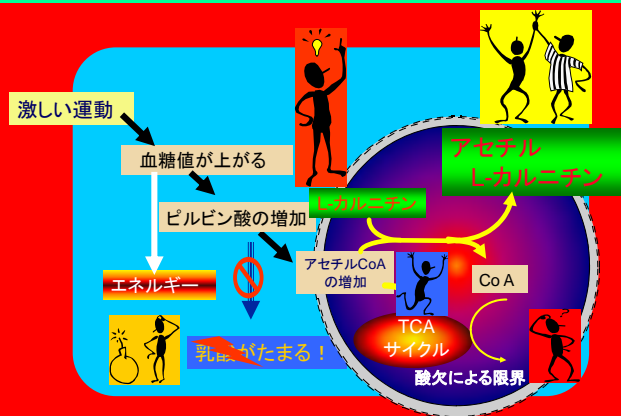 激しい運動
血糖値が上がる
ピルビン酸の増加
エネルギー
乳酸がたまる！
L-カルニチン
アセチル
L-カルニチン
アセチルCoA
の増加
Co A
TCA
サイクル
酸欠による限界